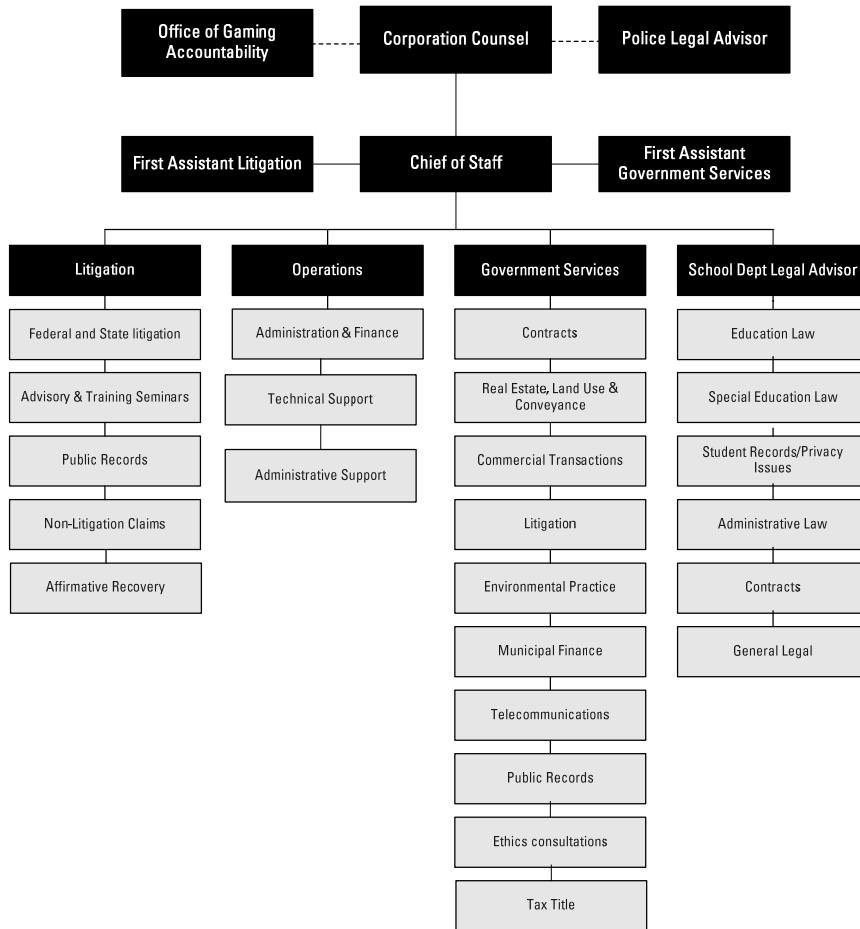 Office of Gaming
Accountability
Corporation Counsel
Police Legal Advisor
First Assistant Litigation
Chief of Staff
First Assistant
Government Services
Litigation
Federal and State litigation
Advisory & Training Seminars
Public Records
Non-Litigation Claims
Affirmative Recovery
Operations
Administration & Finance
Technical Support
Administrative Support
Government Services
Contracts
Real Estate, Land Use &
Conveyance
Commercial Transactions
Litigation
Environmental Practice
Municipal Finance
Telecommunications
Public Records
Ethics consultations
Tax Title
School Dept Legal Advisor
Education Law
Special Education Law
Student Records/Privacy
Issues
Administrative Law
Contracts
General Legal